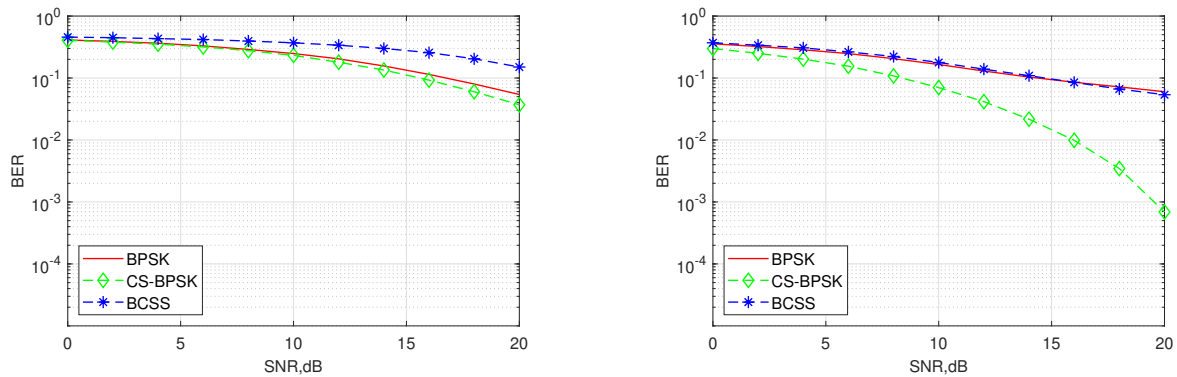 10^0
10^-1
10^-2
10^-3
10^-4
BER
0 5 10 15 20
SNR,dB
BPSK
CS-BPSK
BCSS
10^0
10^-1
10^-2
10^-3
10^-4
BER
0 5 10 15 20
SNR,dB
BPSK
CS-BPSK
BCSS